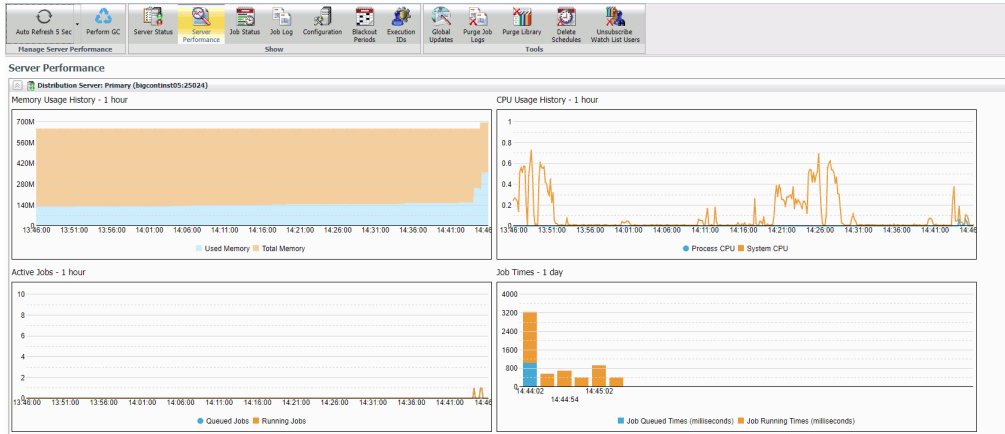 Auto Refresh 5 Sec
Perform GC
Server Status
Server Performance
Job Status
Job Log
Configuration
Blackout Periods
Execution IDs
Global Updates
Purge Job Logs
Purge Library
Delete Schedules
Unsubscribe Watch List Users
Manage Server Performance
Show
Tools
Server Performance
Distribution Server: Primary (bigcontinst05:25024)
Memory Usage History - 1 hour
700M
560M
420M
280M
140M
0
13:46:00 13:51:00 13:56:00 14:01:00 14:06:00 14:11:00 14:16:00 14:21:00 14:26:00 14:31:00 14:36:00 14:41:00 14:46
Used Memory Total Memory
CPU Usage History - 1 hour
1
0.8
0.6
0.4
0.2
0
13:46:00 13:51:00 13:56:00 14:01:00 14:06:00 14:11:00 14:16:00 14:21:00 14:26:00 14:31:00 14:36:00 14:41:00 14:46
Process CPU System CPU
Active Jobs - 1 hour
10
8
6
4
2
0
13:46:00 13:51:00 13:56:00 14:01:00 14:06:00 14:11:00 14:16:00 14:21:00 14:26:00 14:31:00 14:36:00 14:41:00 14:46
Queued Jobs Running Jobs
Job Times - 1 day
4000
3200
2400
1600
800
0
14:44:02 14:45:02
14:44:54
Job Queued Times (milliseconds) Job Running Times (milliseconds)